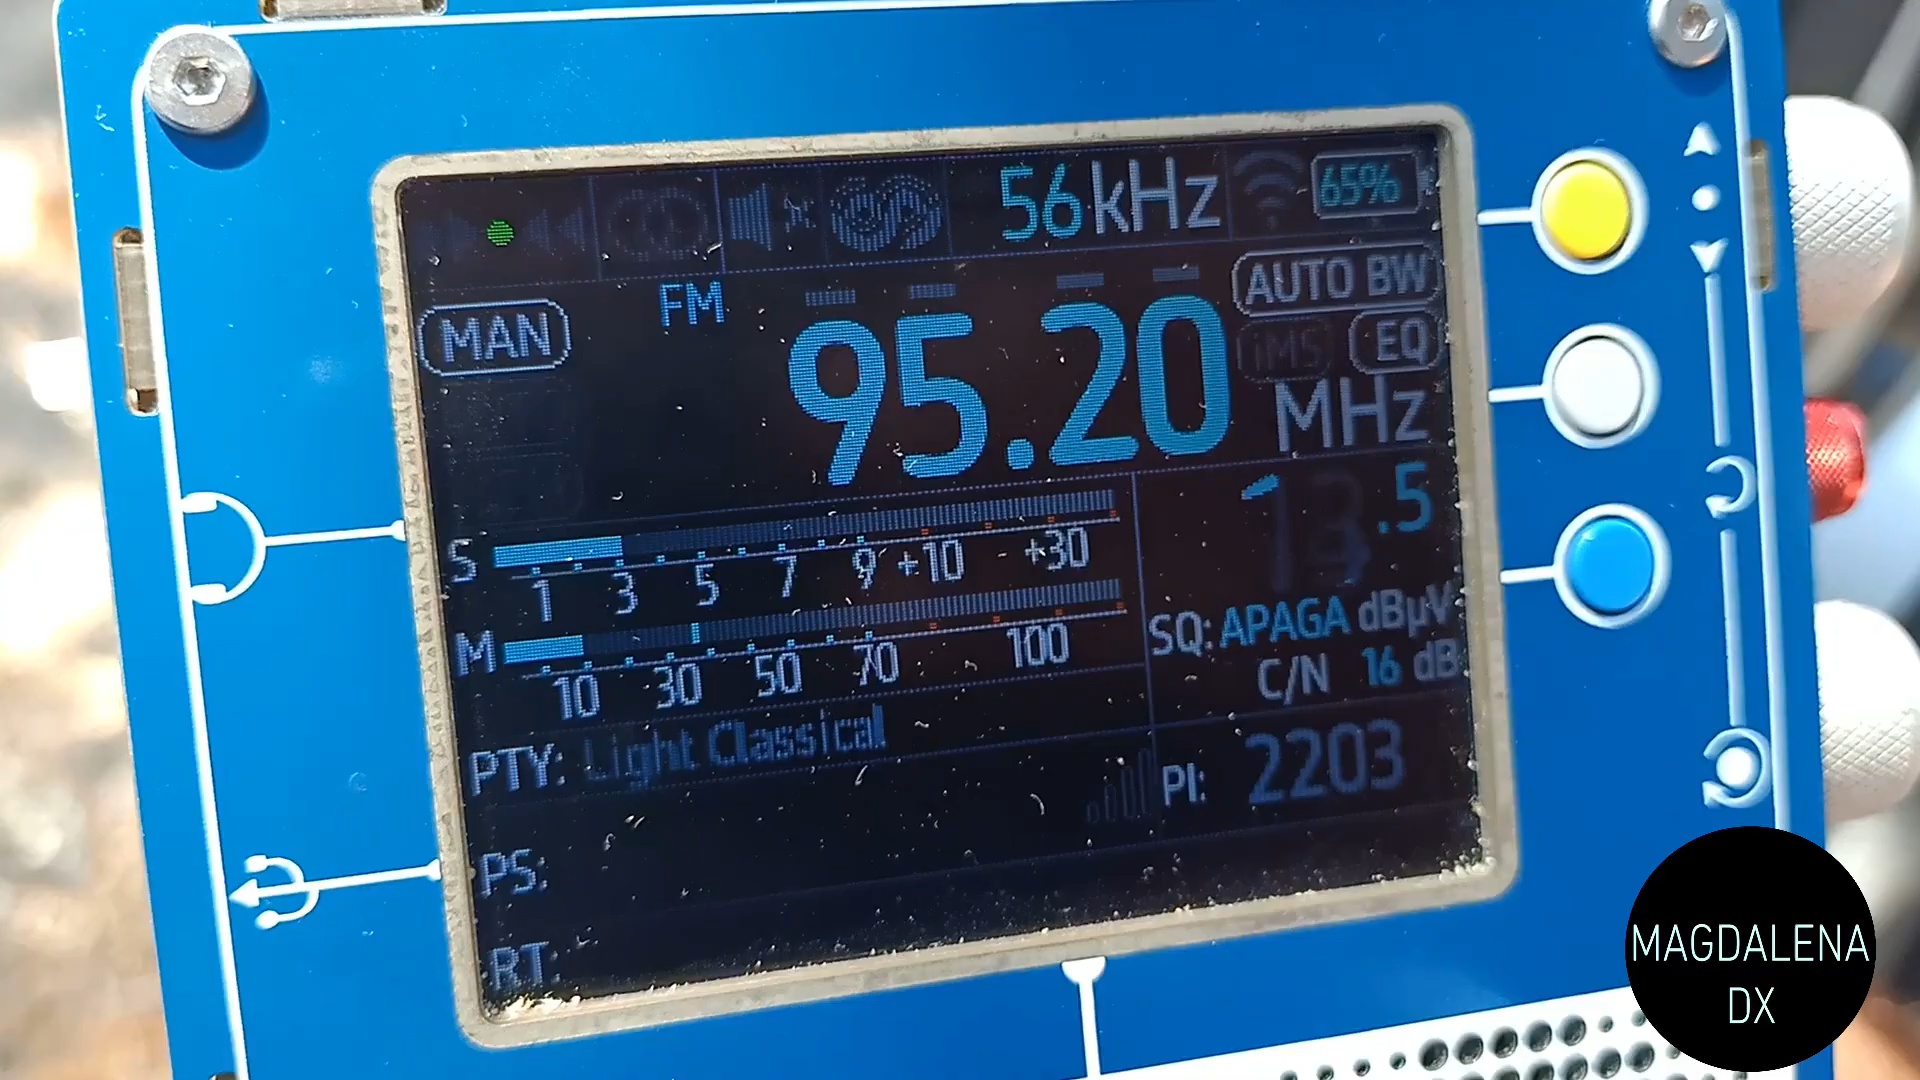 56kHz 65%
AUTO BW
MAN FM 95.20 iMS EQ
MHz
.5
S 1 3 5 7 9 +10 +30
SQ: APAGA dBµV
M 10 30 50 70 100
C/N 16 dB
PTY: Light Classical
PI: 2203
PS:
RT:
MAGDALENA
DX